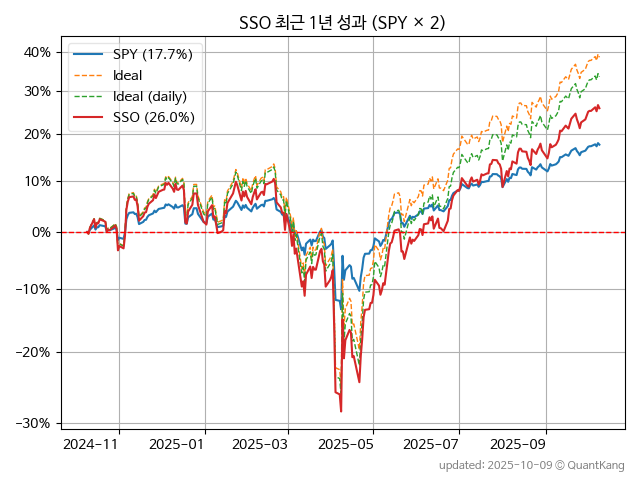 SSO 최근 1년 성과 (SPY × 2)
SPY (17.7%)
Ideal
Ideal (daily)
SSO (26.0%)
40%
30%
20%
10%
0%
−10%
−20%
−30%
2024-11 2025-01 2025-03 2025-05 2025-07 2025-09
updated: 2025-10-09 © QuantKang